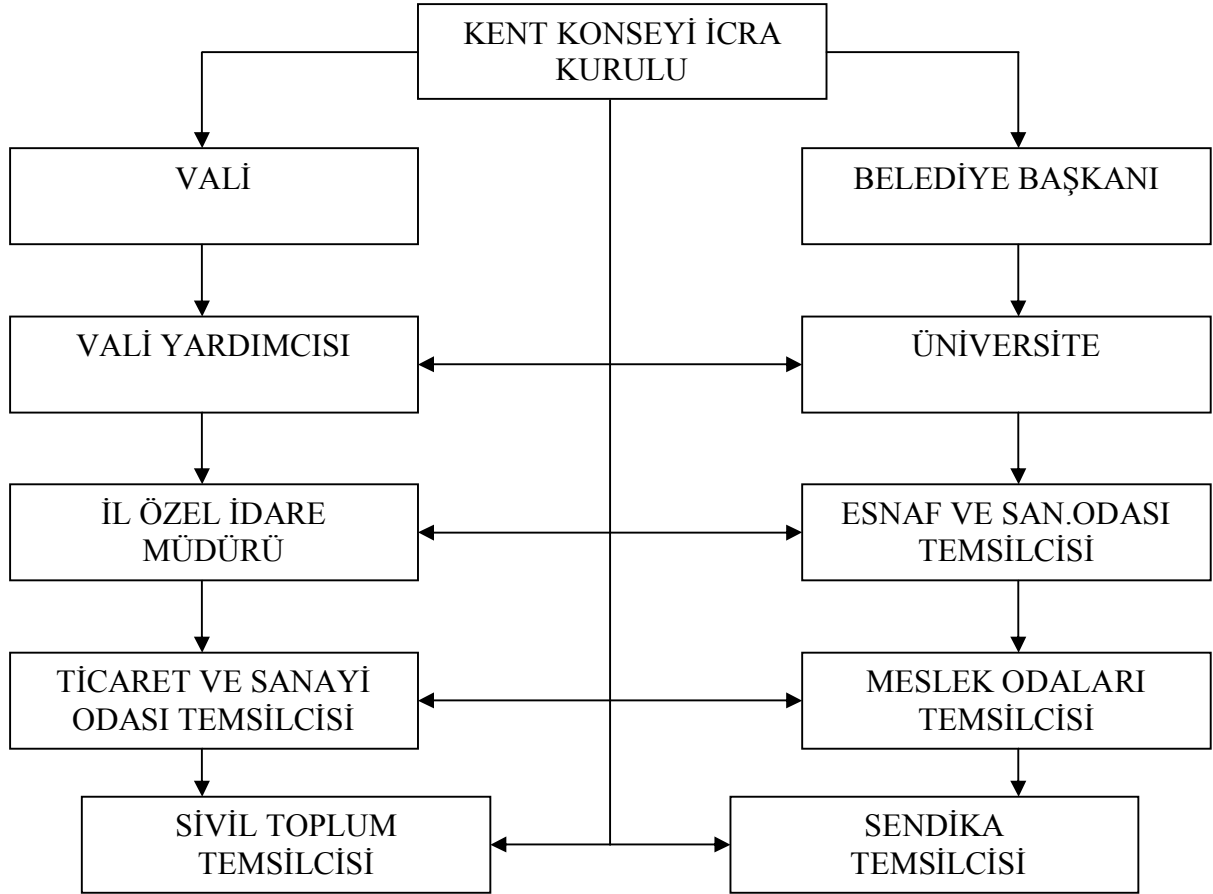 KENT KONSEYİ İCRA
KURULU
VALİ
BELEDİYE BAŞKANI
VALİ YARDIMCISI
ÜNİVERSİTE
İL ÖZEL İDARE
MÜDÜRÜ
ESNAF VE SAN.ODASI
TEMSİLCİSİ
TİCARET VE SANAYİ
ODASI TEMSİLCİSİ
MESLEK ODALARI
TEMSİLCİSİ
SİVİL TOPLUM
TEMSİLCİSİ
SENDİKA
TEMSİLCİSİ